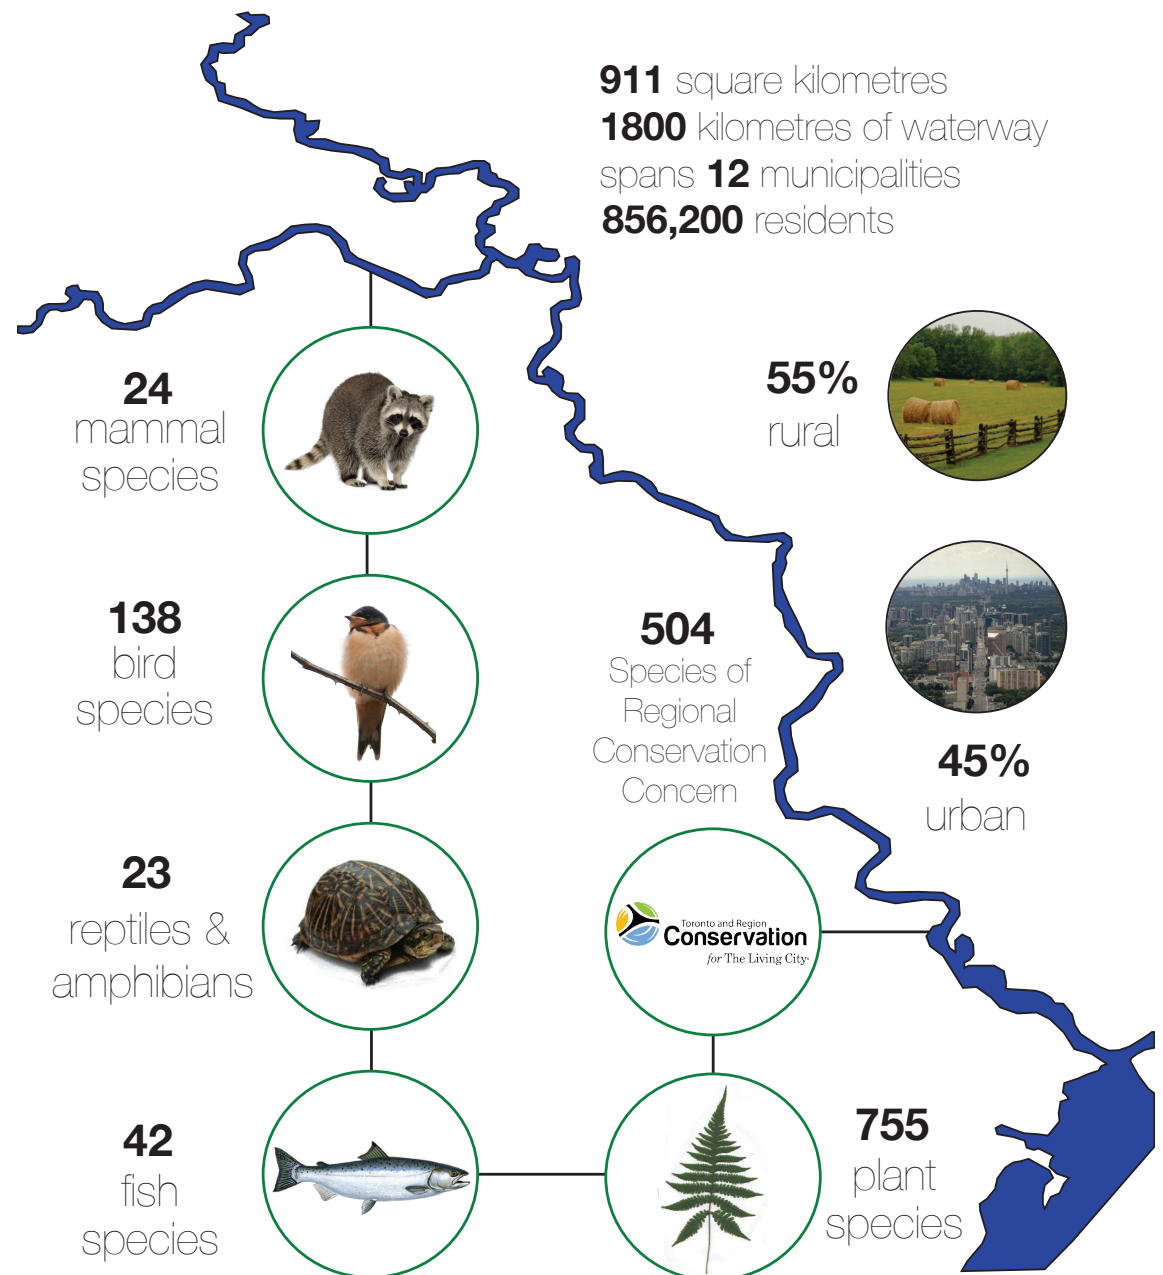 911 square kilometres
1800 kilometres of waterway
spans 12 municipalities
856,200 residents
24
mammal
species
55%
rural
138
bird
species
504
Species of
Regional
Conservation
Concern
45%
urban
23
reptiles &
amphibians
Toronto and Region
Conservation
for The Living City
42
fish
species
755
plant
species